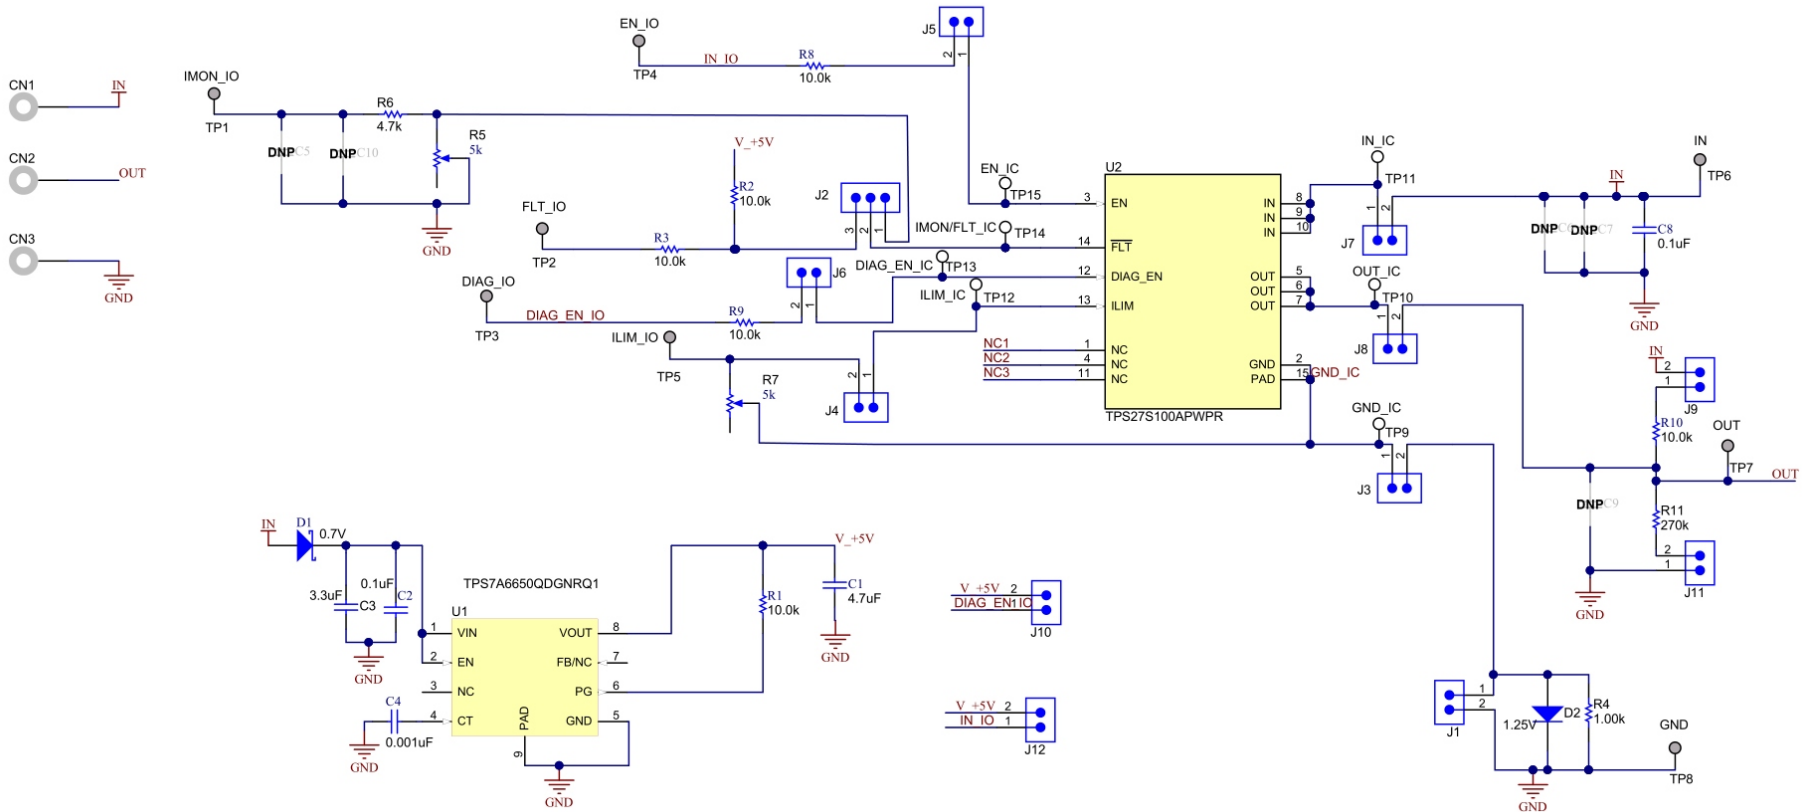 CN1
IN
CN2
OUT
CN3
GND
IMON_IO
TP1
DNP C5
DNP C10
R6
4.7k
R5
5k
GND
EN_IO
TP4
IN_IO
R8
10.0k
J5
2
1
V_+5V
R2
10.0k
FLT_IO
TP2
R3
10.0k
J2
3
2
1
DIAG_IO
TP3
DIAG_EN_IO
R9
10.0k
J6
2
1
ILIM_IO
TP5
R7
5k
J4
2
1
EN_IC
TP15
IMON/FLT_IC
TP14
DIAG_EN_IC
TP13
ILIM_IC
TP12
NC1
NC2
NC3
U2
3 EN
14 FLT
12 DIAG_EN
13 ILIM
1 NC
4 NC
11 NC
IN 8
IN 9
IN 10
OUT 5
OUT 6
OUT 7
GND 2
PAD 15
TPS27S100APWPR
GND_IC
IN_IC
TP11
J7
1
2
OUT_IC
TP10
J8
1
2
GND_IC
TP9
J3
1
2
IN
TP6
IN
DNP
DNP C7
C8
0.1uF
GND
IN
2
1
J9
R10
10.0k
OUT
TP7
OUT
DNP C9
R11
270k
2
1
J11
GND
IN
D1
0.7V
3.3uF
C3
0.1uF
C2
GND
TPS7A6650QDGNRQ1
U1
1 VIN
2 EN
3 NC
4 CT
VOUT 8
FB/NC 7
PG 6
GND 5
PAD
9
C4
0.001uF
GND
GND
V_+5V
R1
10.0k
C1
4.7uF
GND
V_+5V 2
DIAG_EN_IO 1
J10
V_+5V 2
IN_IO 1
J12
J1
1
2
1.25V
D2
R4
1.00k
GND
TP8
GND